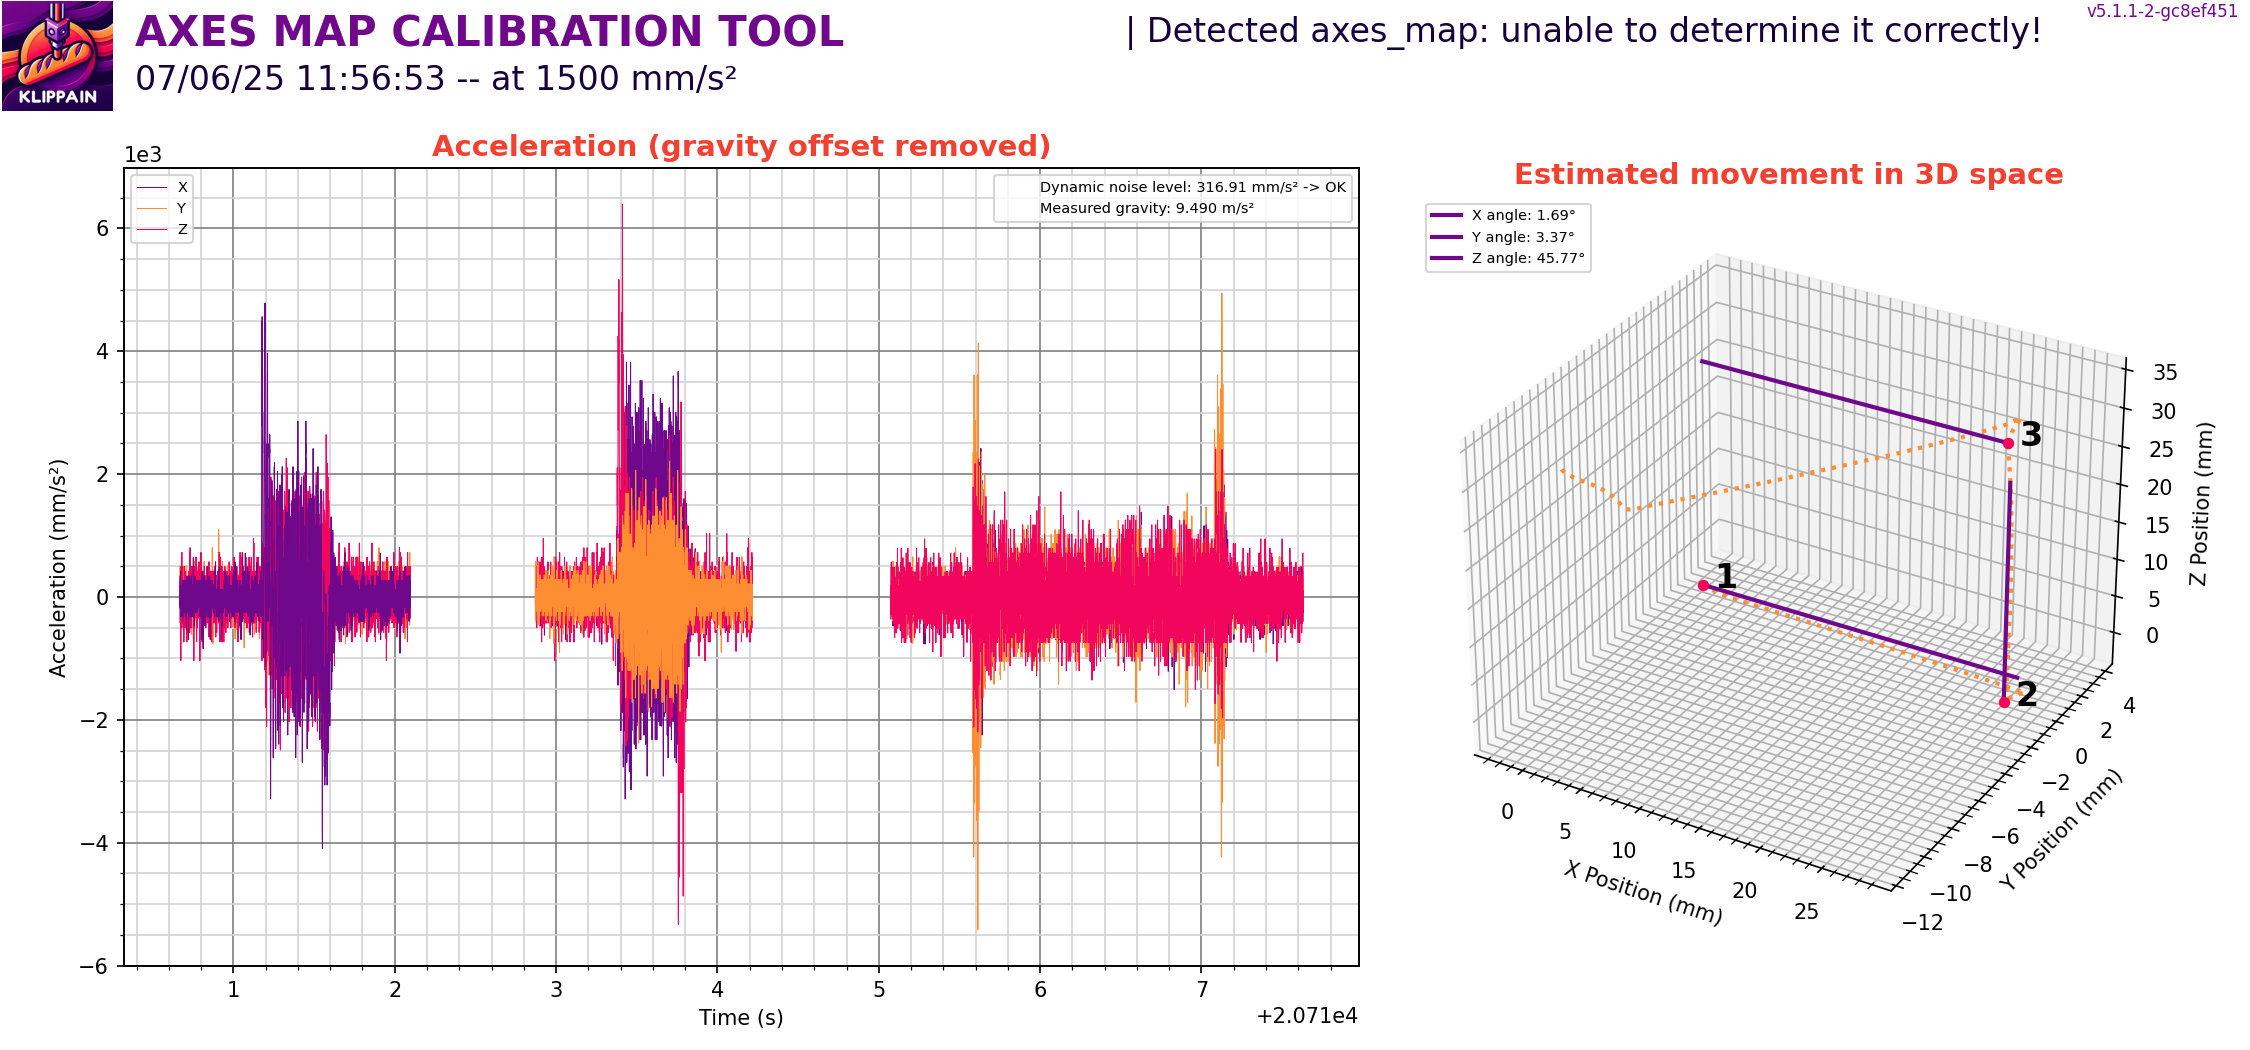 KLIPPAIN
AXES MAP CALIBRATION TOOL
07/06/25 11:56:53 -- at 1500 mm/s²
| Detected axes_map: unable to determine it correctly!
v5.1.1-2-gc8ef451
Acceleration (gravity offset removed)
1e3
X
Y
Z
Dynamic noise level: 316.91 mm/s² -> OK
Measured gravity: 9.490 m/s²
Acceleration (mm/s²)
6
4
2
0
−2
−4
−6
1
2
3
4
5
6
7
Time (s)
+2.071e4
Estimated movement in 3D space
X angle: 1.69°
Y angle: 3.37°
Z angle: 45.77°
1
2
3
35
30
25
20
15
10
5
0
Z Position (mm)
4
2
0
−2
−4
−6
−8
−10
−12
Y Position (mm)
0
5
10
15
20
25
X Position (mm)